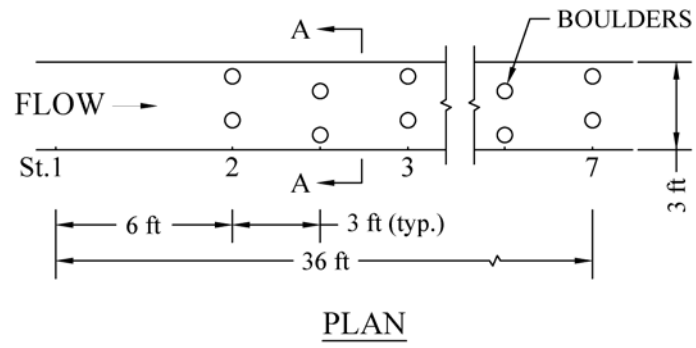 A
BOULDERS
FLOW
St.1 2 3 7
A
3 ft
6 ft 3 ft (typ.)
36 ft
PLAN